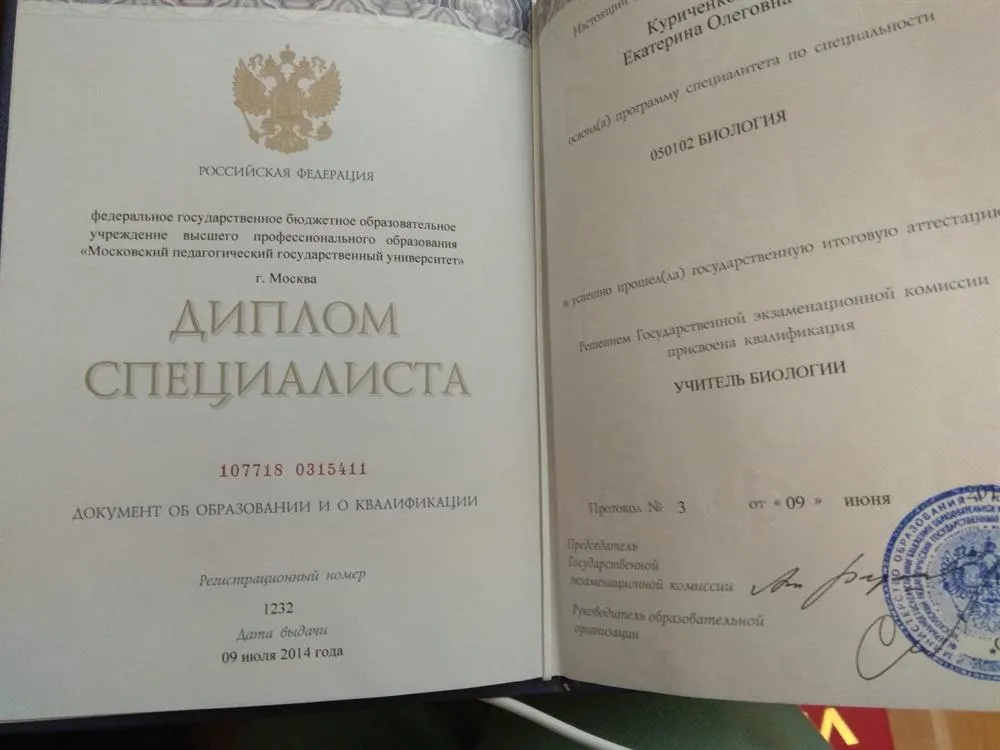 РОССИЙСКАЯ ФЕДЕРАЦИЯ
федеральное государственное бюджетное образовательное
учреждение высшего профессионального образования
«Московский педагогический государственный университет»
г. Москва
ДИПЛОМ
СПЕЦИАЛИСТА
107718 0315411
ДОКУМЕНТ ОБ ОБРАЗОВАНИИ И О КВАЛИФИКАЦИИ
Регистрационный номер
1232
Дата выдачи
09 июля 2014 года
Настоящий
Куриченко
Екатерина Олеговна
освоил(а) программу специалитета по специальности
050102 БИОЛОГИЯ
и успешно прошел(ла) государственную итоговую аттестацию
Решением Государственной экзаменационной комиссии
присвоена квалификация
УЧИТЕЛЬ БИОЛОГИИ
Протокол № 3 от «09» июня
Председатель
Государственной
экзаменационной комиссии
Руководитель образовательной
организации